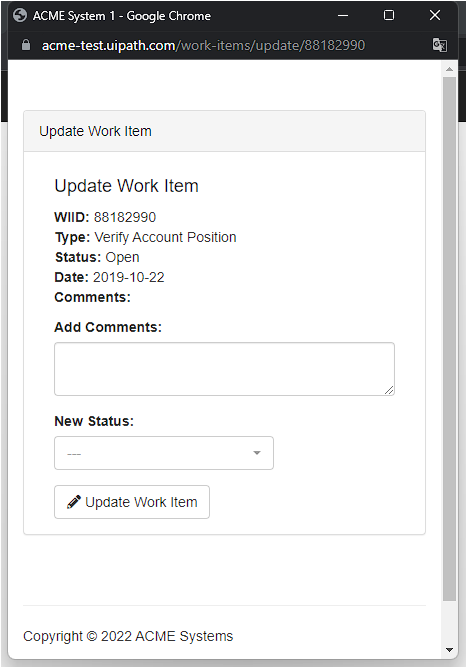 ACME System 1 - Google Chrome
acme-test.uipath.com/work-items/update/88182990
Update Work Item
Update Work Item
WIID: 88182990
Type: Verify Account Position
Status: Open
Date: 2019-10-22
Comments:
Add Comments:
New Status:
---
Update Work Item
Copyright © 2022 ACME Systems